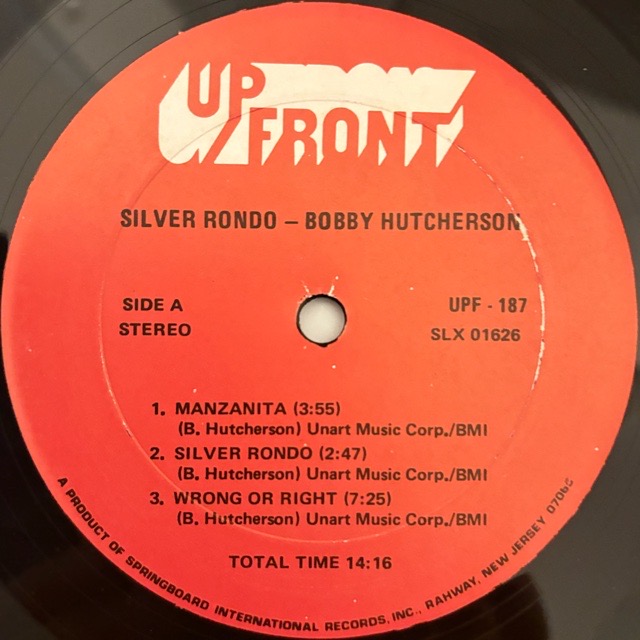 UP
FRONT
SILVER RONDO – BOBBY HUTCHERSON
SIDE A
STEREO
UPF - 187
SLX 01626
1. MANZANITA (3:55)
(B. Hutcherson) Unart Music Corp./BMI
2. SILVER RONDO (2:47)
(B. Hutcherson) Unart Music Corp./BMI
3. WRONG OR RIGHT (7:25)
(B. Hutcherson) Unart Music Corp./BMI
TOTAL TIME 14:16
A PRODUCT OF SPRINGBOARD INTERNATIONAL RECORDS, INC., RAHWAY, NEW JERSEY